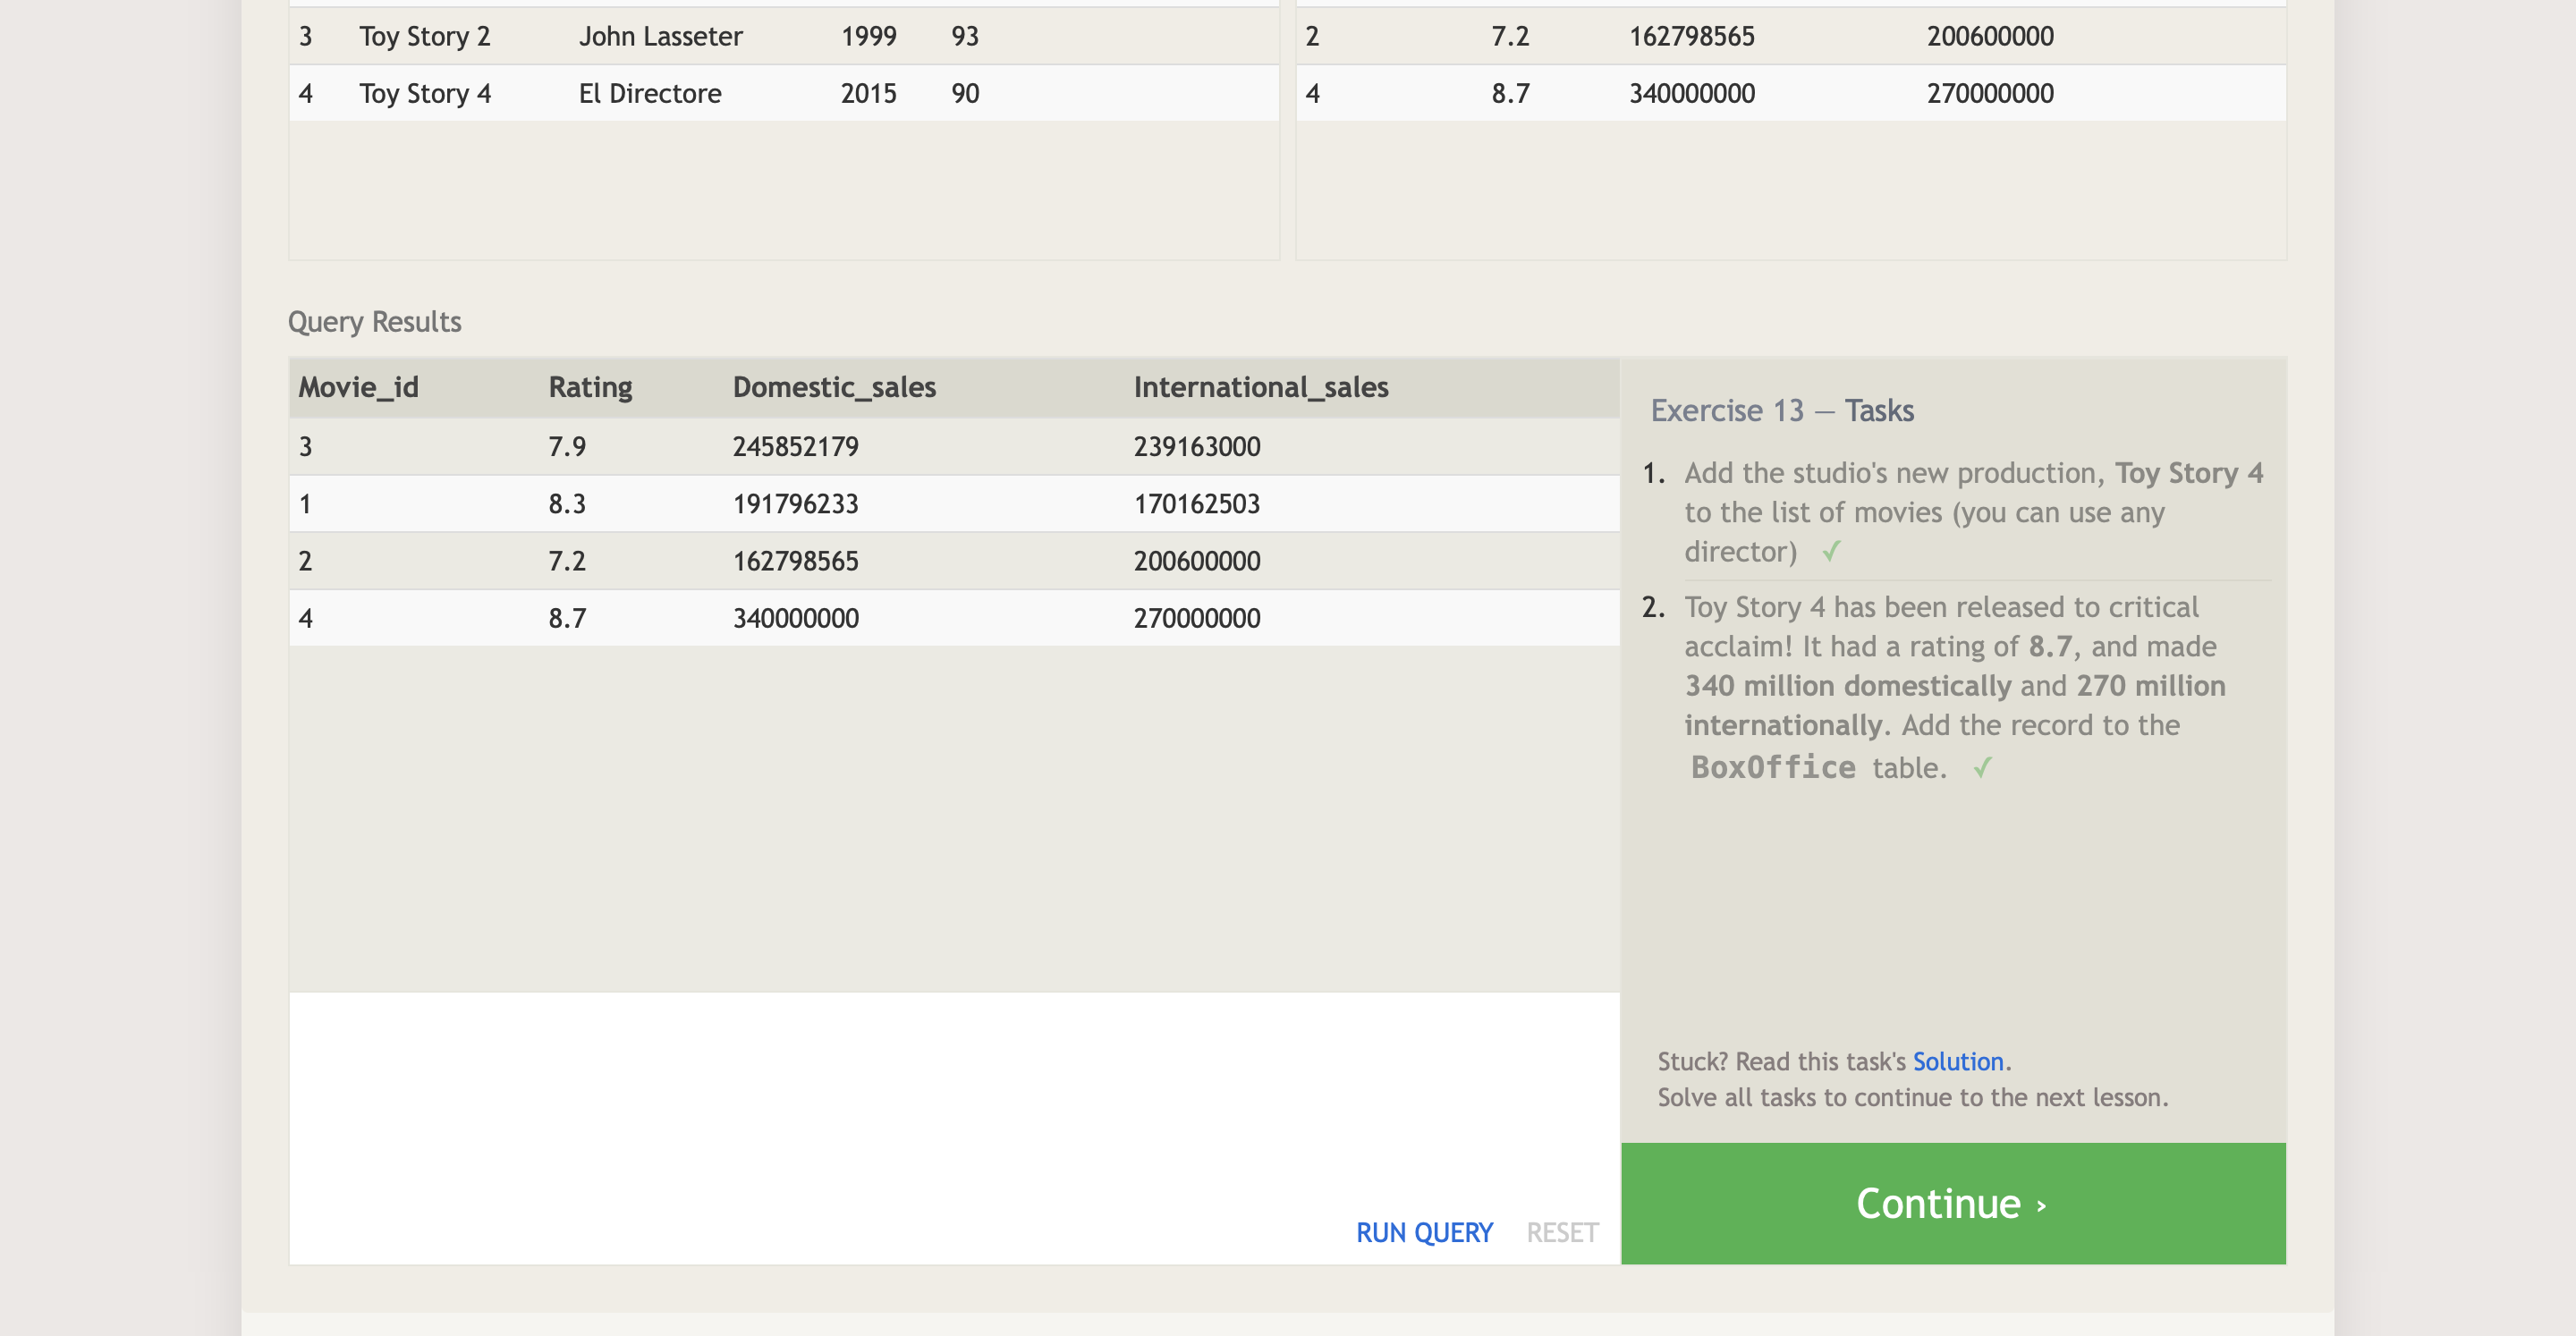 3 Toy Story 2 John Lasseter 1999 93
4 Toy Story 4 El Directore 2015 90
2 7.2 162798565 200600000
4 8.7 340000000 270000000
Query Results
Movie_id Rating Domestic_sales International_sales
3 7.9 245852179 239163000
1 8.3 191796233 170162503
2 7.2 162798565 200600000
4 8.7 340000000 270000000
RUN QUERY RESET
Exercise 13 — Tasks
1. Add the studio's new production, Toy Story 4
to the list of movies (you can use any
director) ✓
2. Toy Story 4 has been released to critical
acclaim! It had a rating of 8.7, and made
340 million domestically and 270 million
internationally. Add the record to the
BoxOffice table. ✓
Stuck? Read this task's Solution.
Solve all tasks to continue to the next lesson.
Continue ›